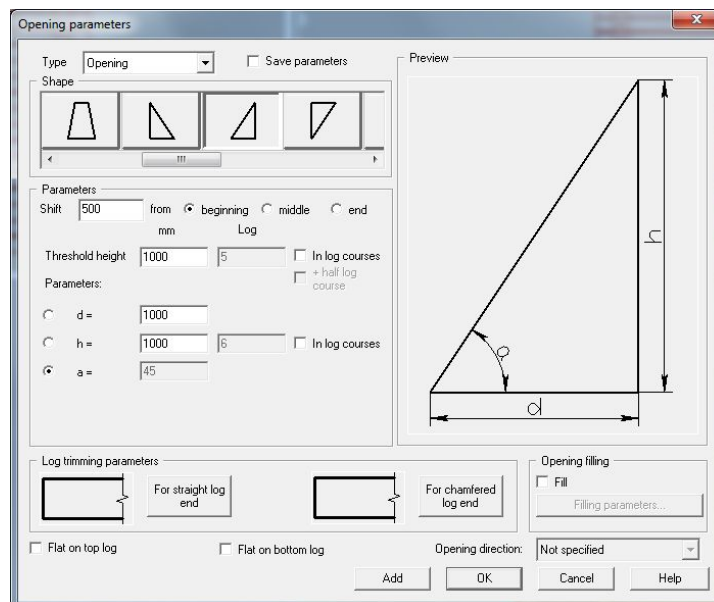 Opening parameters
Type Opening Save parameters
Shape
Parameters
Shift 500 from beginning middle end
mm Log
Threshold height 1000 5 In log courses
+ half log
course
Parameters:
d = 1000
h = 1000 6 In log courses
a = 45
Preview
h
d
Log trimming parameters
For straight log
end
For chamfered
log end
Opening filling
Fill
Filling parameters...
Flat on top log Flat on bottom log Opening direction: Not specified
Add OK Cancel Help